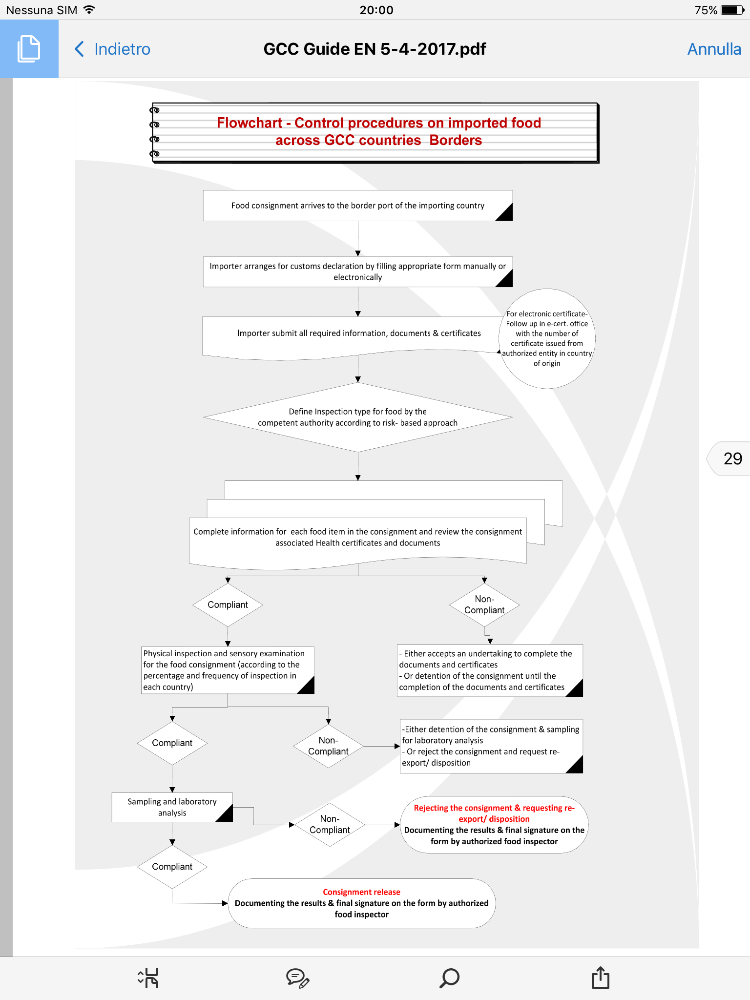 Nessuna SIM
20:00
75%
Indietro
GCC Guide EN 5-4-2017.pdf
Annulla
Flowchart - Control procedures on imported food
across GCC countries  Borders
Food consignment arrives to the border port of the importing country
Importer arranges for customs declaration by filling appropriate form manually or
electronically
Importer submit all required information, documents & certificates
For electronic certificate-
Follow up in e-cert. office
with the number of
certificate issued from
authorized entity in country
of origin
Define Inspection type for food by the
competent authority according to risk- based approach
29
Complete information for  each food item in the consignment and review the consignment
associated Health certificates and documents
Compliant
Non-
Compliant
Physical inspection and sensory examination
for the food consignment (according to the
percentage and frequency of inspection in
each country)
- Either accepts an undertaking to complete the
documents and certificates
- Or detention of the consignment until the
completion of the documents and certificates
Compliant
Non-
Compliant
-Either detention of the consignment & sampling
for laboratory analysis
- Or reject the consignment and request re-
export/ disposition
Sampling and laboratory
analysis
Non-
Compliant
Rejecting the consignment & requesting re-
export/ disposition
Documenting the results & final signature on the
form by authorized food inspector
Compliant
Consignment release
Documenting the results & final signature on the form by authorized
food inspector